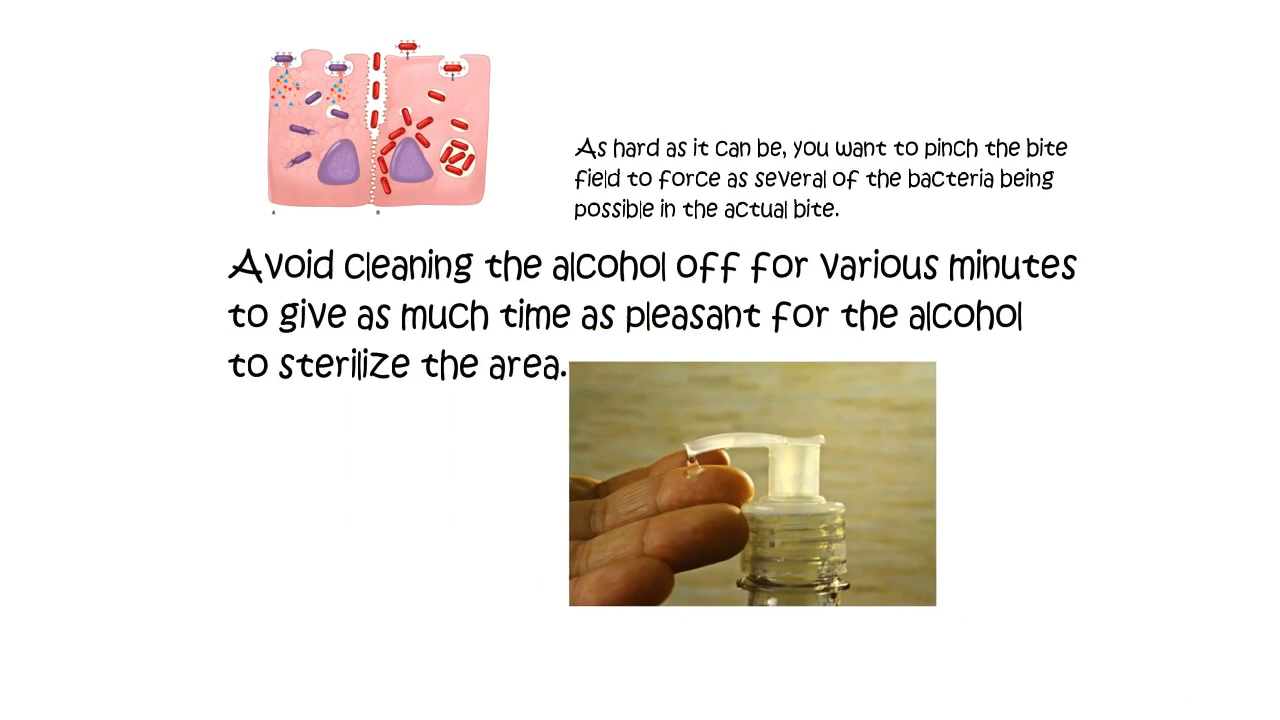 A
B
As hard as it can be, you want to pinch the bite
field to force as several of the bacteria being
possible in the actual bite.
Avoid cleaning the alcohol off for various minutes
to give as much time as pleasant for the alcohol
to sterilize the area.